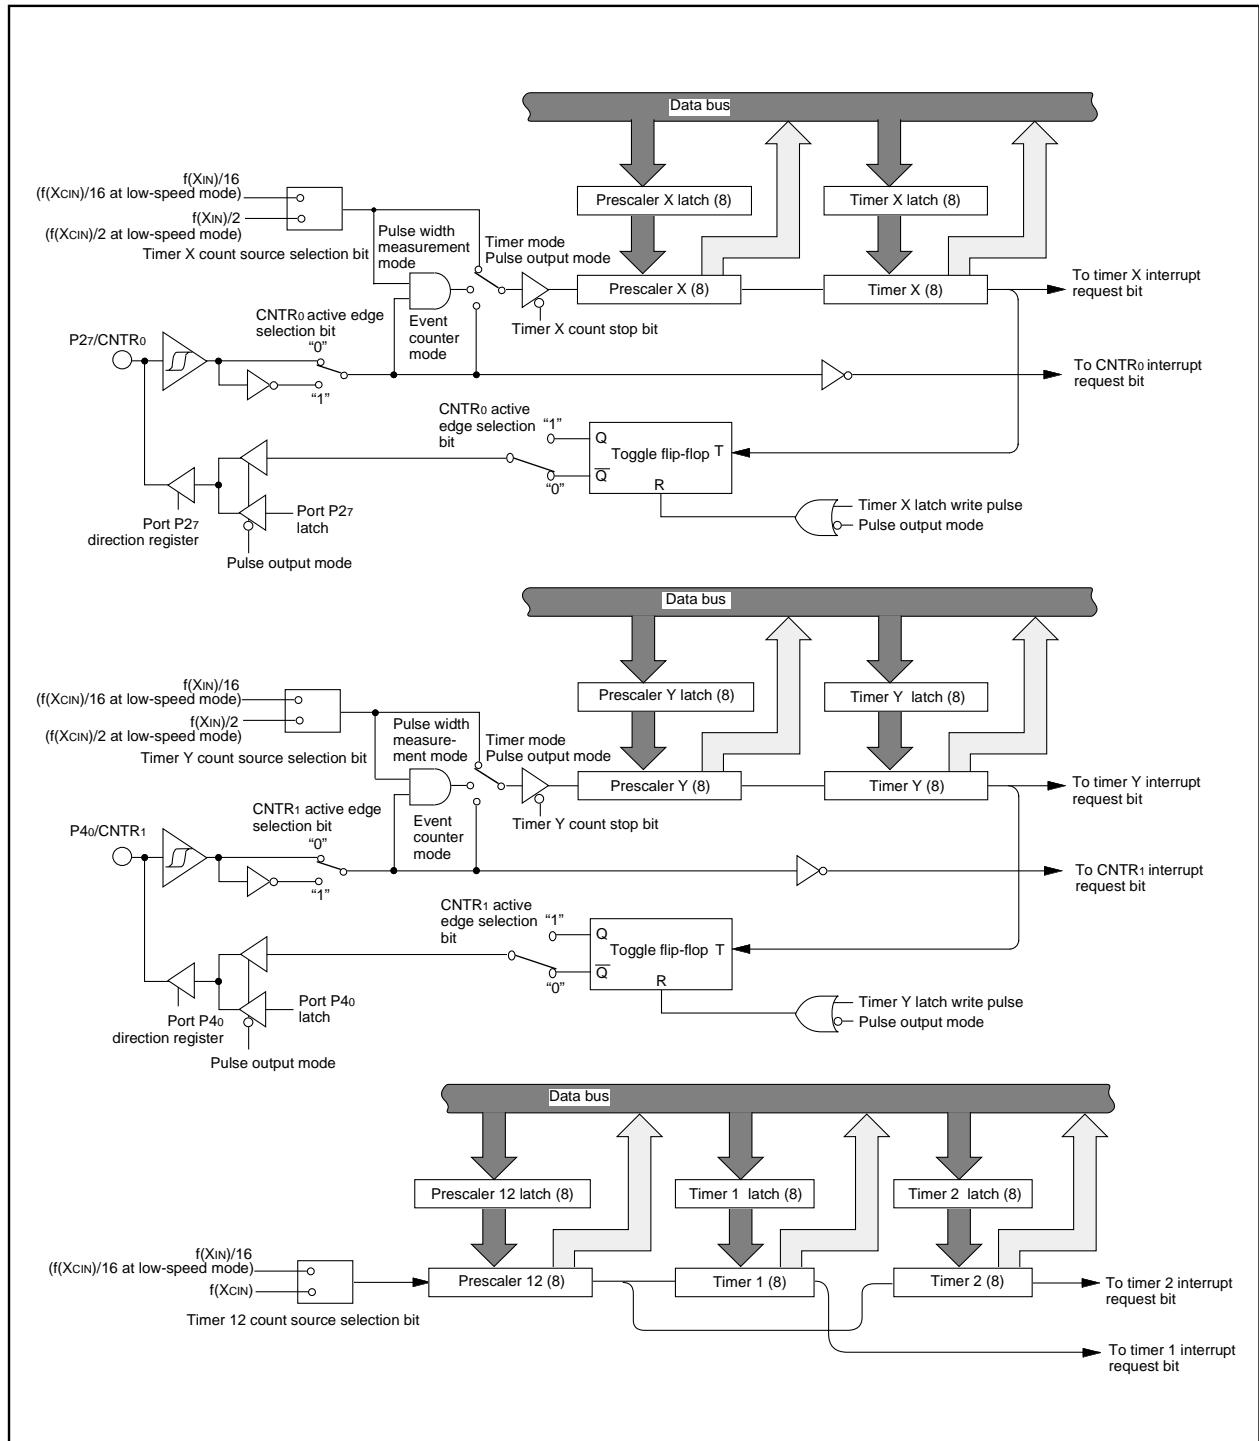 Data bus
f(XIN)/16
(f(XCIN)/16 at low-speed mode)
f(XIN)/2
(f(XCIN)/2 at low-speed mode)
Timer X count source selection bit
Pulse width
measurement
mode
Timer mode
Pulse output mode
Prescaler X latch (8)
Timer X latch (8)
Prescaler X (8)
Timer X (8)
To timer X interrupt
request bit
Timer X count stop bit
Event
counter
mode
CNTR0 active edge
selection bit
P27/CNTR0
“0”
“1”
To CNTR0 interrupt
request bit
CNTR0 active
edge selection
bit
“1”
“0”
Q
Q
Toggle flip-flop
T
R
Timer X latch write pulse
Pulse output mode
Port P27
latch
Port P27
direction register
Pulse output mode
Data bus
f(XIN)/16
(f(XCIN)/16 at low-speed mode)
f(XIN)/2
(f(XCIN)/2 at low-speed mode)
Timer Y count source selection bit
Pulse width
measure-
ment mode
Timer mode
Pulse output mode
Prescaler Y latch (8)
Timer Y latch (8)
Prescaler Y (8)
Timer Y (8)
To timer Y interrupt
request bit
Timer Y count stop bit
Event
counter
mode
CNTR1 active edge
selection bit
P40/CNTR1
“0”
“1”
To CNTR1 interrupt
request bit
CNTR1 active
edge selection
bit
“1”
“0”
Q
Q
Toggle flip-flop
T
R
Timer Y latch write pulse
Pulse output mode
Port P40
latch
Port P40
direction register
Pulse output mode
Data bus
Prescaler 12 latch (8)
Timer 1 latch (8)
Timer 2 latch (8)
f(XIN)/16
(f(XCIN)/16 at low-speed mode)
f(XCIN)
Timer 12 count source selection bit
Prescaler 12 (8)
Timer 1 (8)
Timer 2 (8)
To timer 2 interrupt
request bit
To timer 1 interrupt
request bit